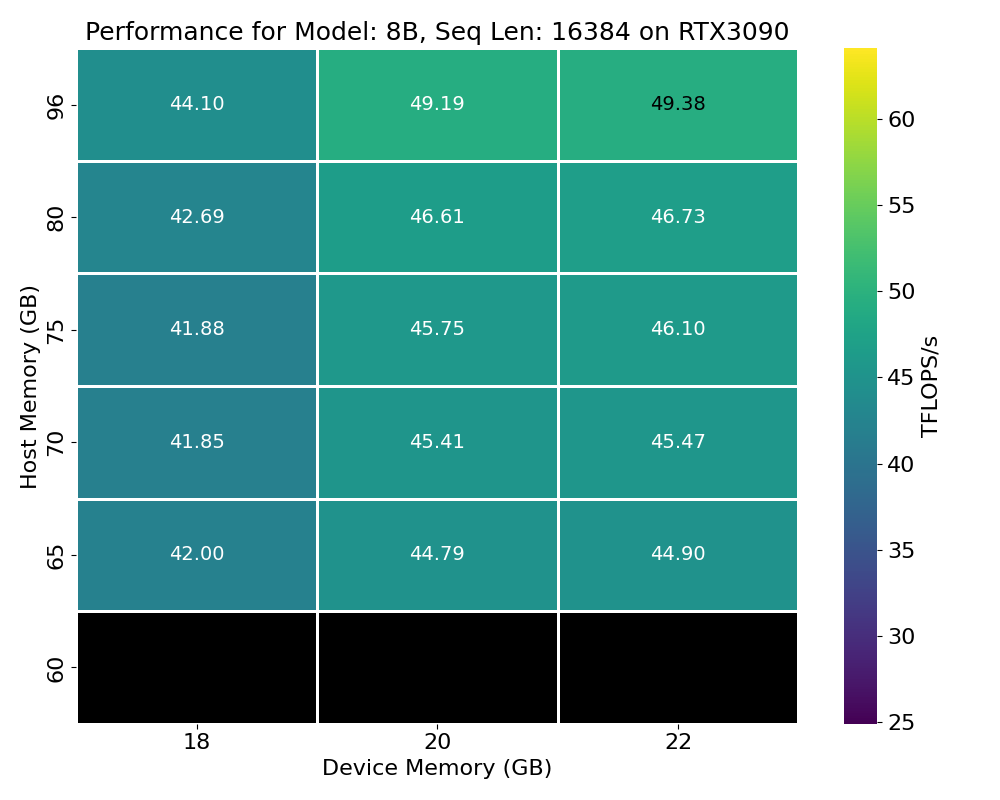 Performance for Model: 8B, Seq Len: 16384 on RTX3090
Host Memory (GB)
96
44.10 49.19 49.38
80
42.69 46.61 46.73
75
41.88 45.75 46.10
70
41.85 45.41 45.47
65
42.00 44.79 44.90
60
18 20 22
Device Memory (GB)
60
55
50
45
40
35
30
25
TFLOPS/s